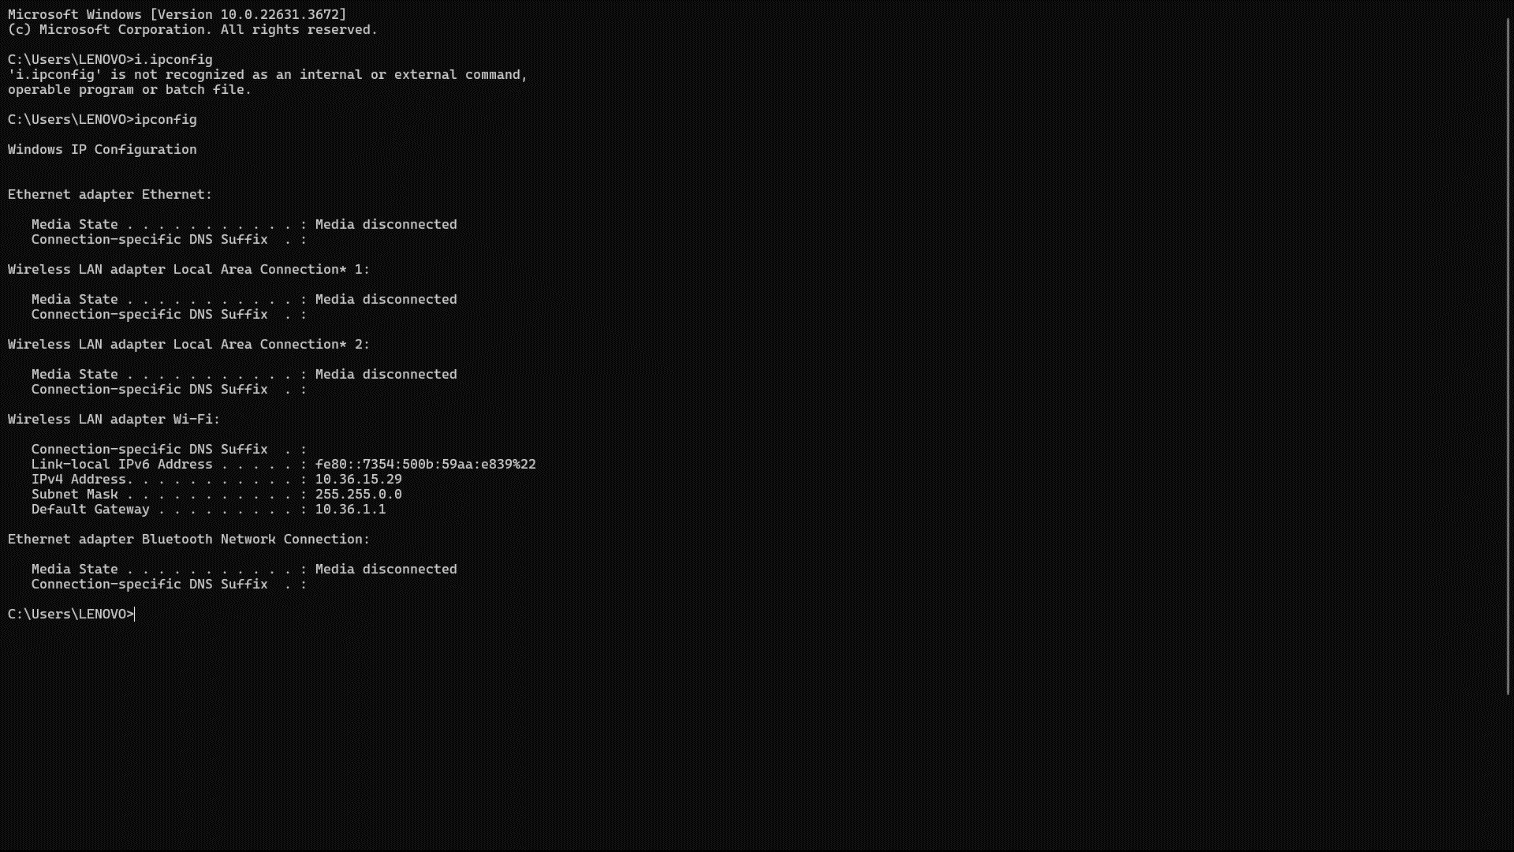 Microsoft Windows [Version 10.0.22631.3672]
(c) Microsoft Corporation. All rights reserved.
C:\Users\LENOVO>i.ipconfig
'i.ipconfig' is not recognized as an internal or external command,
operable program or batch file.
C:\Users\LENOVO>ipconfig
Windows IP Configuration
Ethernet adapter Ethernet:
   Media State . . . . . . . . . . . : Media disconnected
   Connection-specific DNS Suffix  . :
Wireless LAN adapter Local Area Connection* 1:
   Media State . . . . . . . . . . . : Media disconnected
   Connection-specific DNS Suffix  . :
Wireless LAN adapter Local Area Connection* 2:
   Media State . . . . . . . . . . . : Media disconnected
   Connection-specific DNS Suffix  . :
Wireless LAN adapter Wi-Fi:
   Connection-specific DNS Suffix  . :
   Link-local IPv6 Address . . . . . : fe80::7354:500b:59aa:e839%22
   IPv4 Address. . . . . . . . . . . : 10.36.15.29
   Subnet Mask . . . . . . . . . . . : 255.255.0.0
   Default Gateway . . . . . . . . . : 10.36.1.1
Ethernet adapter Bluetooth Network Connection:
   Media State . . . . . . . . . . . : Media disconnected
   Connection-specific DNS Suffix  . :
C:\Users\LENOVO>